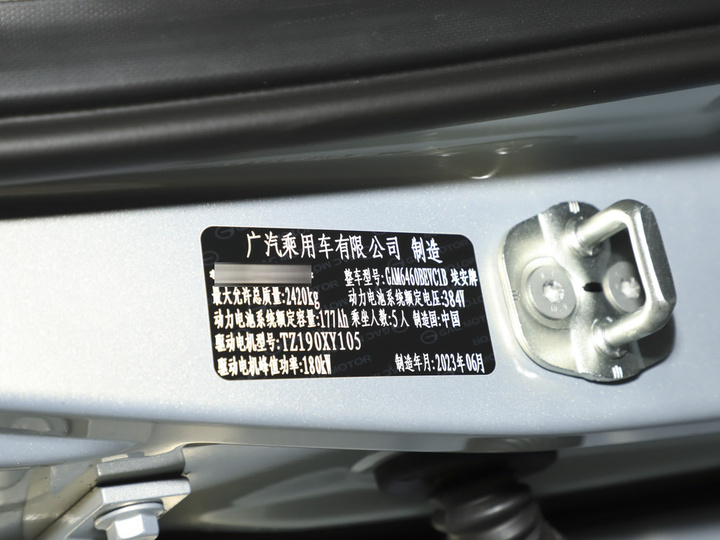 广汽乘用车有限公司 制造
整车型号:GAM6460BEVC1B 埃安牌
最大允许总质量:2420kg 动力电池系统额定电压:384V
动力电池系统额定容量:177Ah 乘坐人数:5人 制造国:中国
驱动电机型号:TZ190XY105
驱动电机峰值功率:180kW 制造年月:2023年06月